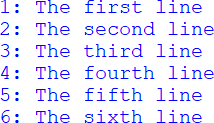 1: The first line
2: The second line
3: The third line
4: The fourth line
5: The fifth line
6: The sixth line